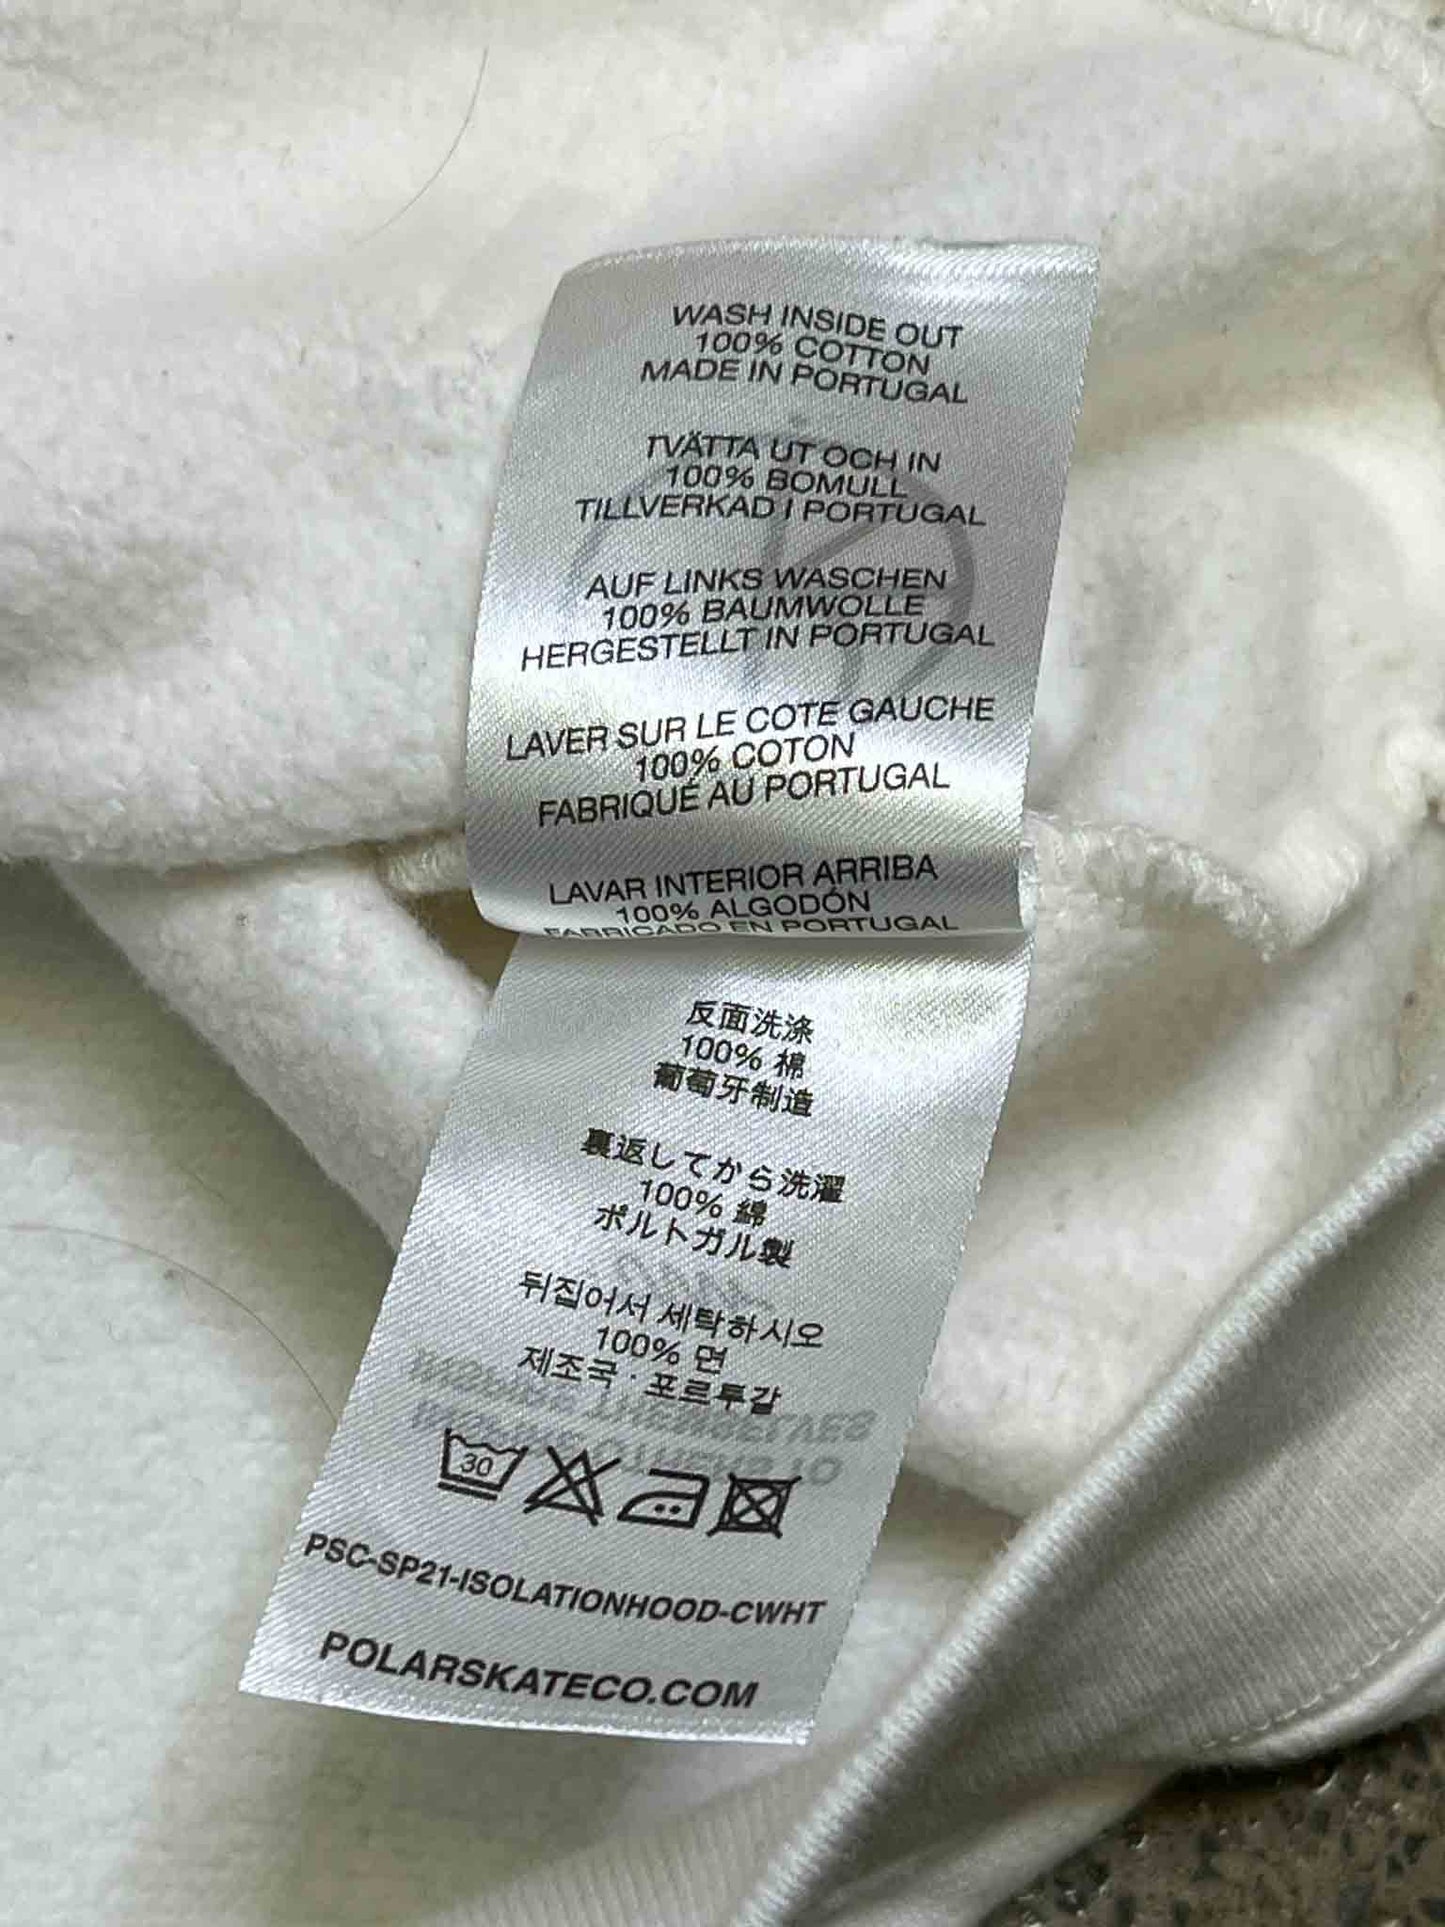 WASH INSIDE OUT
100% COTTON
MADE IN PORTUGAL
TVÄTTA UT OCH IN
100% BOMULL
TILLVERKAD I PORTUGAL
AUF LINKS WASCHEN
100% BAUMWOLLE
HERGESTELLT IN PORTUGAL
LAVER SUR LE COTE GAUCHE
100% COTON
FABRIQUÉ AU PORTUGAL
LAVAR INTERIOR ARRIBA
100% ALGODÓN
FABRICADO EN PORTUGAL
反面洗涤
100% 棉
葡萄牙制造
裏返してから洗濯
100% 綿
ポルトガル製
뒤집어서 세탁하시오
100% 면
제조국 · 포르투갈
30
PSC-SP21-ISOLATIONHOOD-CWHT
POLARSKATECO.COM